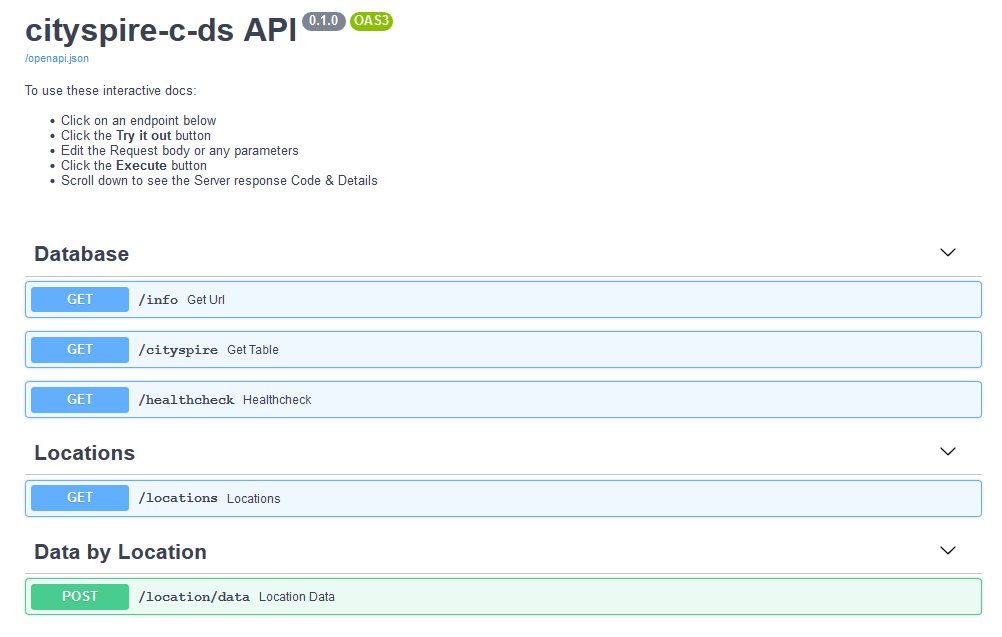 cityspire-c-ds API 0.1.0 OAS3
/openapi.json
To use these interactive docs:
• Click on an endpoint below
• Click the Try it out button
• Edit the Request body or any parameters
• Click the Execute button
• Scroll down to see the Server response Code & Details
Database
GET /info Get Url
GET /cityspire Get Table
GET /healthcheck Healthcheck
Locations
GET /locations Locations
Data by Location
POST /location/data Location Data